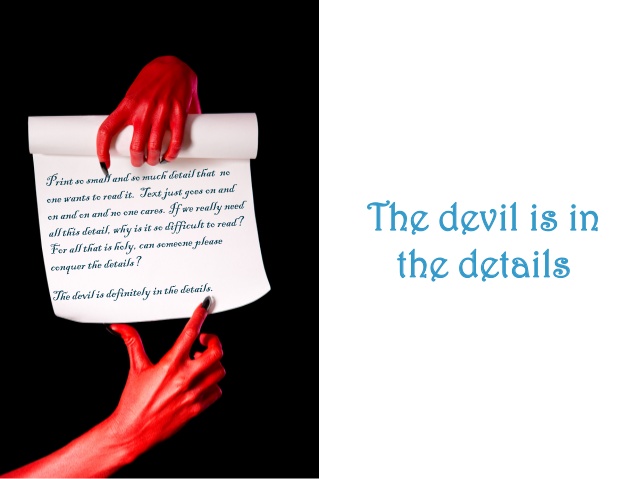 Print so small and so much detail that no
one wants to read it. Text just goes on and
on and on and no one cares. If we really need
all this detail, why is it so difficult to read?
For all that is holy, can someone please
conquer the details?
The devil is definitely in the details.
The devil is in
the details